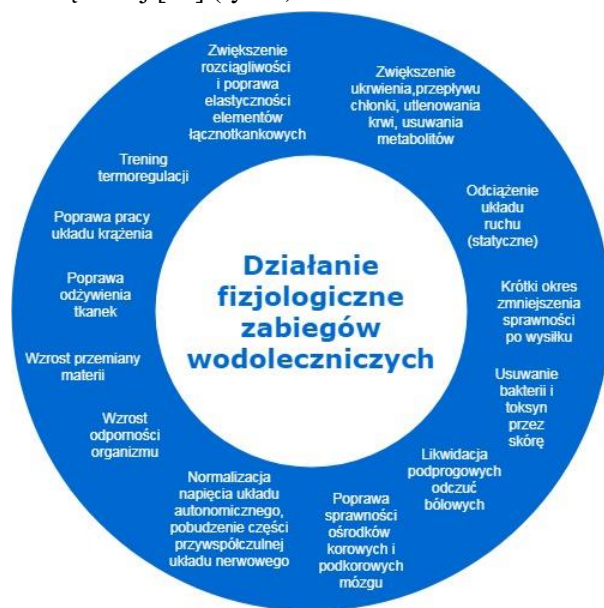 Zwiększenie
rozciągliwości
i poprawa
elastyczności
elementów
łącznotkankowych
Zwiększenie
ukrwienia,przepływu
chłonki, utlenowania
krwi, usuwania
metabolitów
Odciążenie
układu
ruchu
(statyczne)
Krótki okres
zmniejszenia
sprawności
po wysiłku
Usuwanie
bakterii i
toksyn
przez
skórę
Likwidacja
podprogowych
odczuć
bólowych
Poprawa
sprawności
ośrodków
korowych i
podkorowych
mózgu
Normalizacja
napięcia układu
autonomicznego,
pobudzenie części
przywspółczulnej
układu nerwowego
Wzrost
odporności
organizmu
Wzrost przemiany
materii
Poprawa
odżywienia
tkanek
Poprawa pracy
układu krążenia
Trening
termoregulacji
Działanie
fizjologiczne
zabiegów
wodoleczniczych